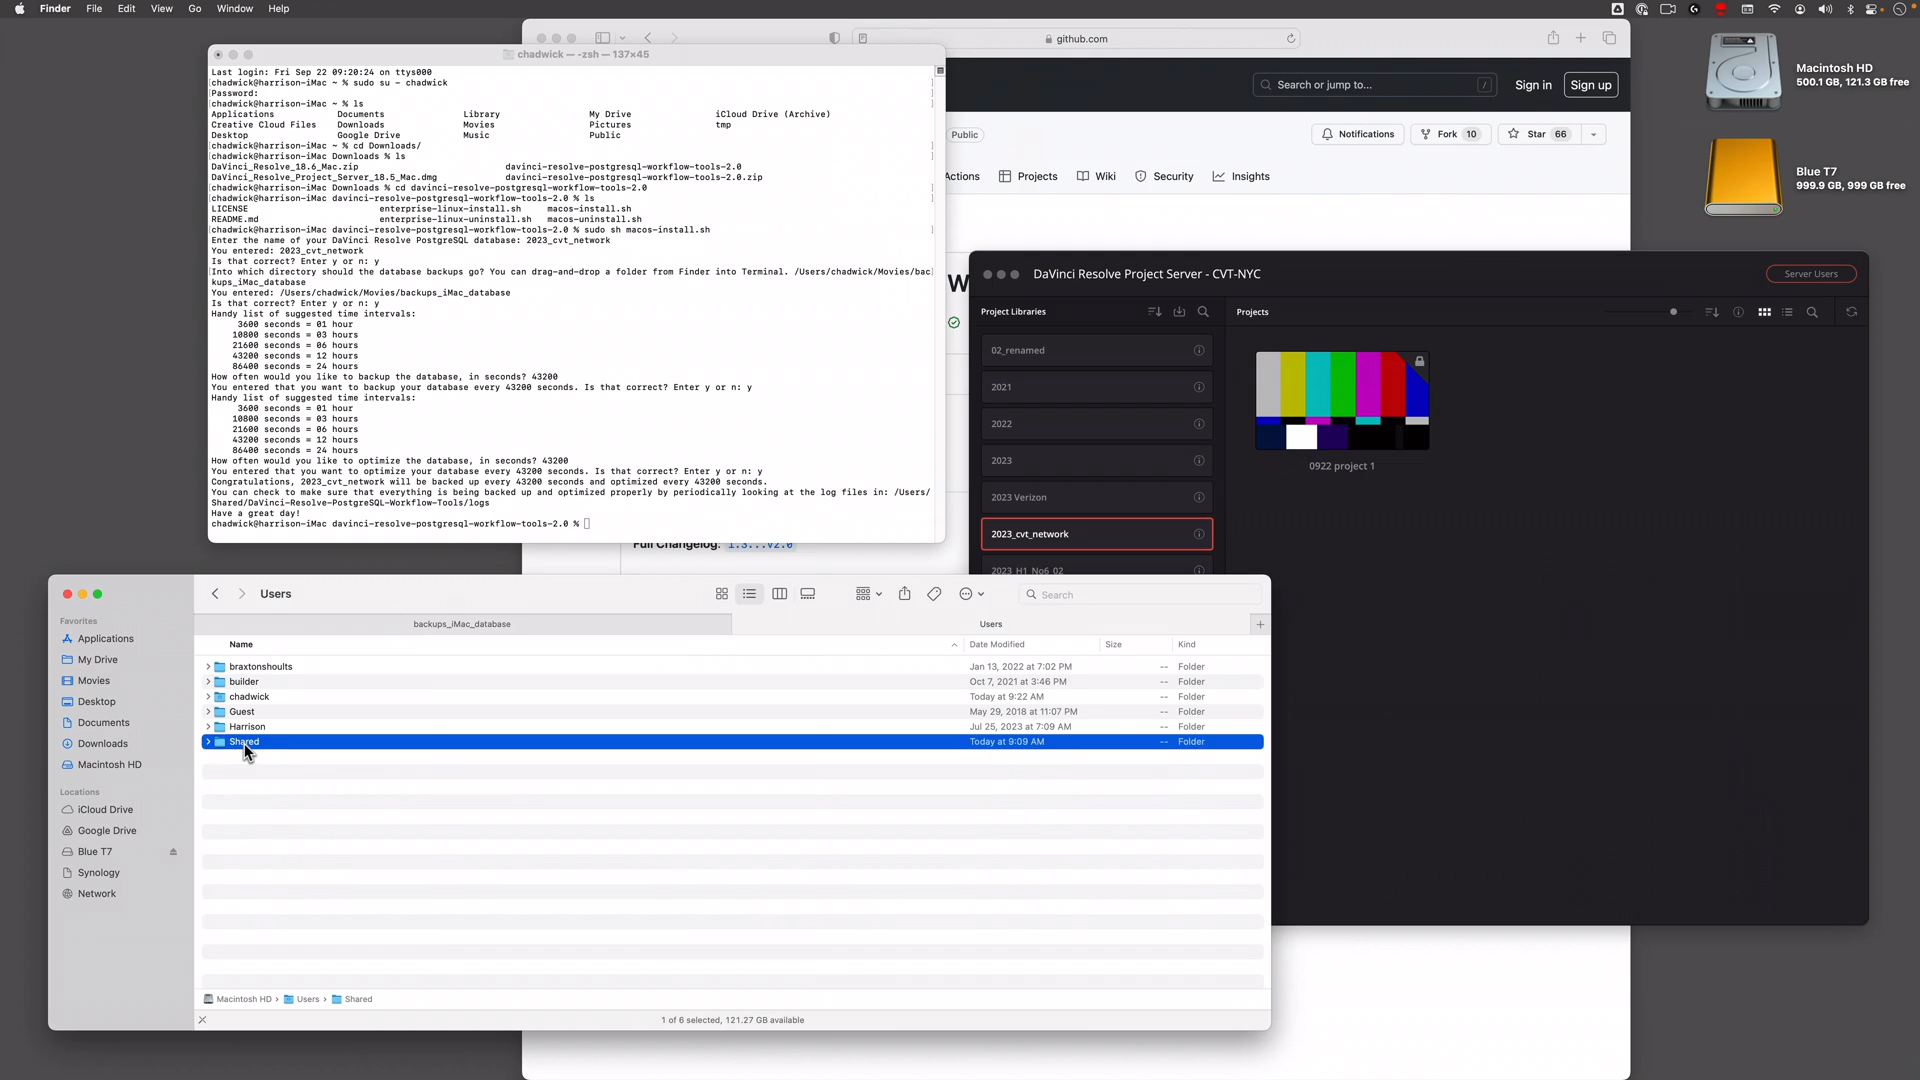 Finder File Edit View Go Window Help
github.com
chadwick — -zsh — 137×45
Last login: Fri Sep 22 09:20:24 on ttys000
[chadwick@harrison-iMac ~ % sudo su - chadwick ]
[Password: ]
[chadwick@harrison-iMac ~ % ls ]
Applications Documents Library My Drive iCloud Drive (Archive)
Creative Cloud Files Downloads Movies Pictures tmp
Desktop Google Drive Music Public
[chadwick@harrison-iMac ~ % cd Downloads/ ]
[chadwick@harrison-iMac Downloads % ls ]
DaVinci_Resolve_18.6_Mac.zip davinci-resolve-postgresql-workflow-tools-2.0
DaVinci_Resolve_Project_Server_18.5_Mac.dmg davinci-resolve-postgresql-workflow-tools-2.0.zip
[chadwick@harrison-iMac Downloads % cd davinci-resolve-postgresql-workflow-tools-2.0 ]
[chadwick@harrison-iMac davinci-resolve-postgresql-workflow-tools-2.0 % ls ]
LICENSE enterprise-linux-install.sh macos-install.sh
README.md enterprise-linux-uninstall.sh macos-uninstall.sh
[chadwick@harrison-iMac davinci-resolve-postgresql-workflow-tools-2.0 % sudo sh macos-install.sh ]
Enter the name of your DaVinci Resolve PostgreSQL database: 2023_cvt_network
You entered: 2023_cvt_network
Is that correct? Enter y or n: y
[Into which directory should the database backups go? You can drag-and-drop a folder from Finder into Terminal. /Users/chadwick/Movies/bac]
kups_iMac_database
You entered: /Users/chadwick/Movies/backups_iMac_database
Is that correct? Enter y or n: y
Handy list of suggested time intervals:
3600 seconds = 01 hour
10800 seconds = 03 hours
21600 seconds = 06 hours
43200 seconds = 12 hours
86400 seconds = 24 hours
How often would you like to backup the database, in seconds? 43200
You entered that you want to backup your database every 43200 seconds. Is that correct? Enter y or n: y
Handy list of suggested time intervals:
3600 seconds = 01 hour
10800 seconds = 03 hours
21600 seconds = 06 hours
43200 seconds = 12 hours
86400 seconds = 24 hours
How often would you like to optimize the database, in seconds? 43200
You entered that you want to optimize your database every 43200 seconds. Is that correct? Enter y or n: y
Congratulations, 2023_cvt_network will be backed up every 43200 seconds and optimized every 43200 seconds.
You can check to make sure that everything is being backed up and optimized properly by periodically looking at the log files in: /Users/
Shared/DaVinci-Resolve-PostgreSQL-Workflow-Tools/logs
Have a great day!
chadwick@harrison-iMac davinci-resolve-postgresql-workflow-tools-2.0 %
Search or jump to... / Sign in Sign up
Public Notifications Fork 10 Star 66
Actions Projects Wiki Security Insights
W
Full Changelog: 1.3...v2.0
Macintosh HD
500.1 GB, 121.3 GB free
Blue T7
999.9 GB, 999 GB free
DaVinci Resolve Project Server - CVT-NYC Server Users
Project Libraries Projects
02_renamed
2021
2022
2023
2023 Verizon
2023_cvt_network
2023_H1_No6_02
0922 project 1
Users Search
backups_iMac_database Users
Favorites
Applications
My Drive
Movies
Desktop
Documents
Downloads
Macintosh HD
Locations
iCloud Drive
Google Drive
Blue T7
Synology
Network
Name Date Modified Size Kind
braxtonshoults Jan 13, 2022 at 7:02 PM -- Folder
builder Oct 7, 2021 at 3:46 PM -- Folder
chadwick Today at 9:22 AM -- Folder
Guest May 29, 2018 at 11:07 PM -- Folder
Harrison Jul 25, 2023 at 7:09 AM -- Folder
Shared Today at 9:09 AM -- Folder
Macintosh HD › Users › Shared
1 of 6 selected, 121.27 GB available